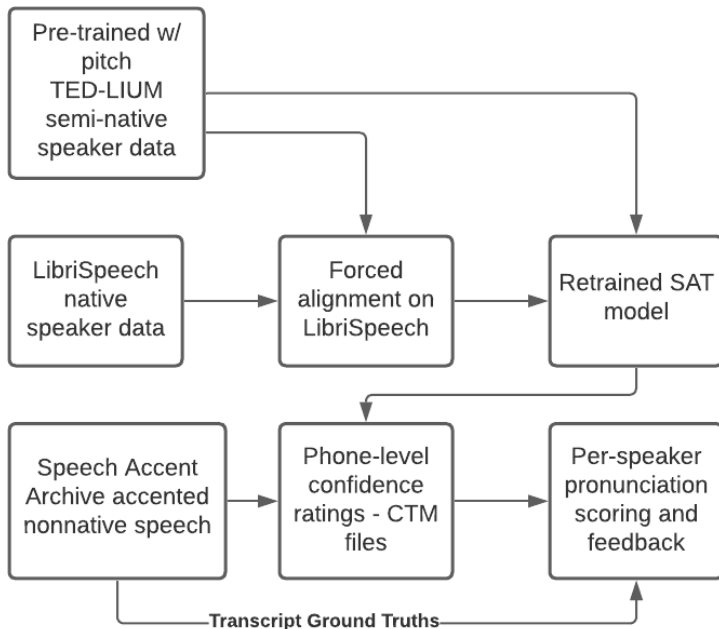 Pre-trained w/
pitch
TED-LIUM
semi-native
speaker data
LibriSpeech
native
speaker data
Forced
alignment on
LibriSpeech
Retrained SAT
model
Speech Accent
Archive accented
nonnative speech
Phone-level
confidence
ratings - CTM
files
Per-speaker
pronunciation
scoring and
feedback
Transcript Ground Truths